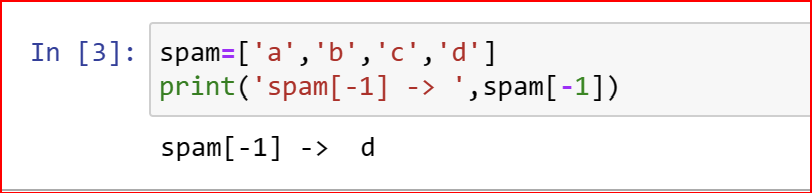 In [3]: spam=['a','b','c','d']
print('spam[-1] -> ',spam[-1])
spam[-1] ->  d